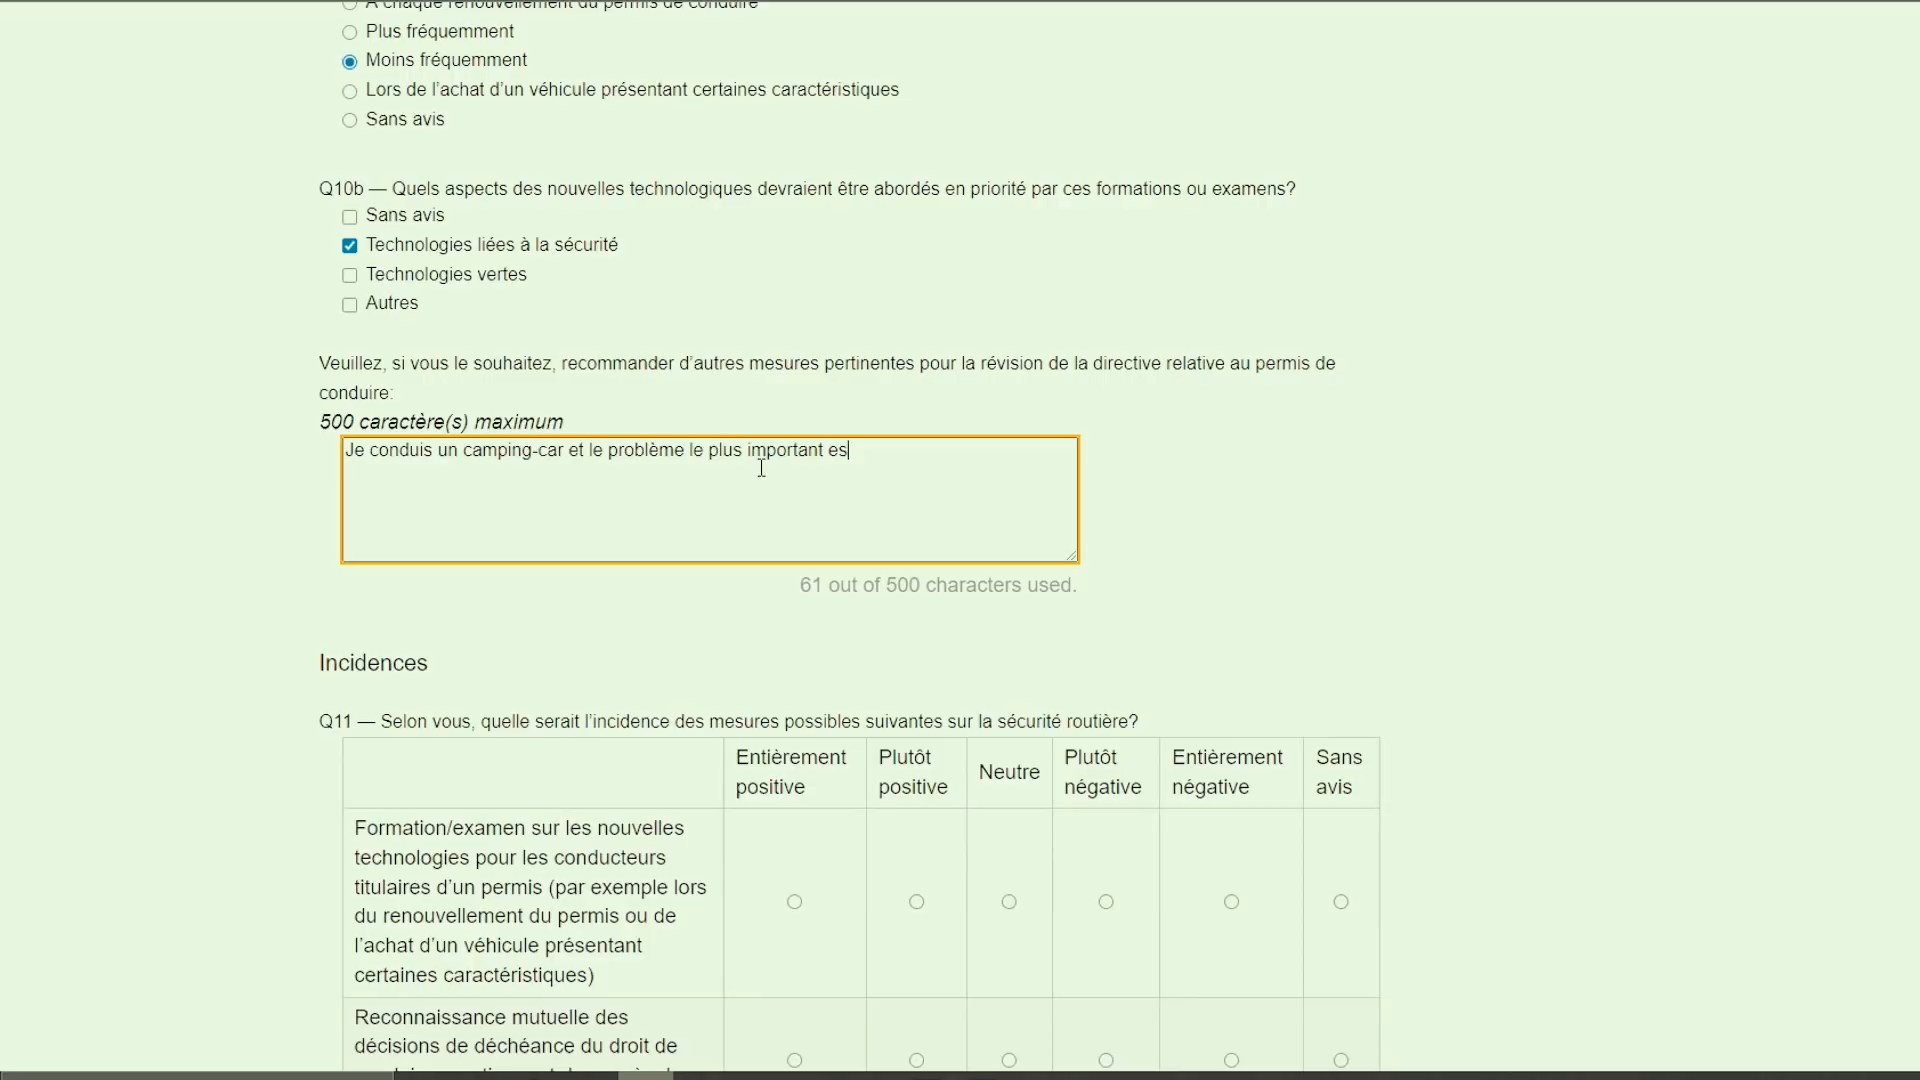 À chaque renouvellement du permis de conduire
Plus fréquemment
Moins fréquemment
Lors de l’achat d’un véhicule présentant certaines caractéristiques
Sans avis
Q10b — Quels aspects des nouvelles technologiques devraient être abordés en priorité par ces formations ou examens?
Sans avis
Technologies liées à la sécurité
Technologies vertes
Autres
Veuillez, si vous le souhaitez, recommander d’autres mesures pertinentes pour la révision de la directive relative au permis de
conduire:
500 caractère(s) maximum
Je conduis un camping-car et le problème le plus important es
61 out of 500 characters used.
Incidences
Q11 — Selon vous, quelle serait l’incidence des mesures possibles suivantes sur la sécurité routière?
Entièrement positive
Plutôt positive
Neutre
Plutôt négative
Entièrement négative
Sans avis
Formation/examen sur les nouvelles
technologies pour les conducteurs
titulaires d’un permis (par exemple lors
du renouvellement du permis ou de
l’achat d’un véhicule présentant
certaines caractéristiques)
Reconnaissance mutuelle des
décisions de déchéance du droit de